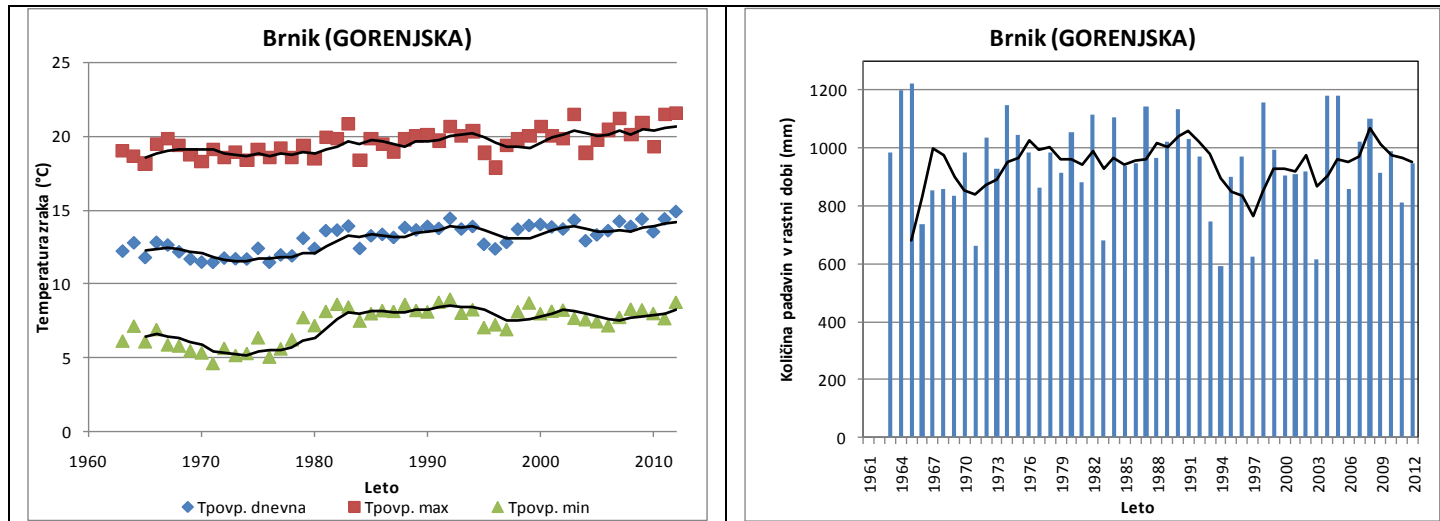 Brnik (GORENJSKA)
Temperatura zraka (°C)
25
20
15
10
5
0
1960 1970 1980 1990 2000 2010
Leto
Tpovp. dnevna Tpovp. max Tpovp. min
Brnik (GORENJSKA)
Količina padavin v rastni dobi (mm)
1200
1000
800
600
400
200
0
1961 1964 1967 1970 1973 1976 1979 1982 1985 1988 1991 1994 1997 2000 2003 2006 2009 2012
Leto